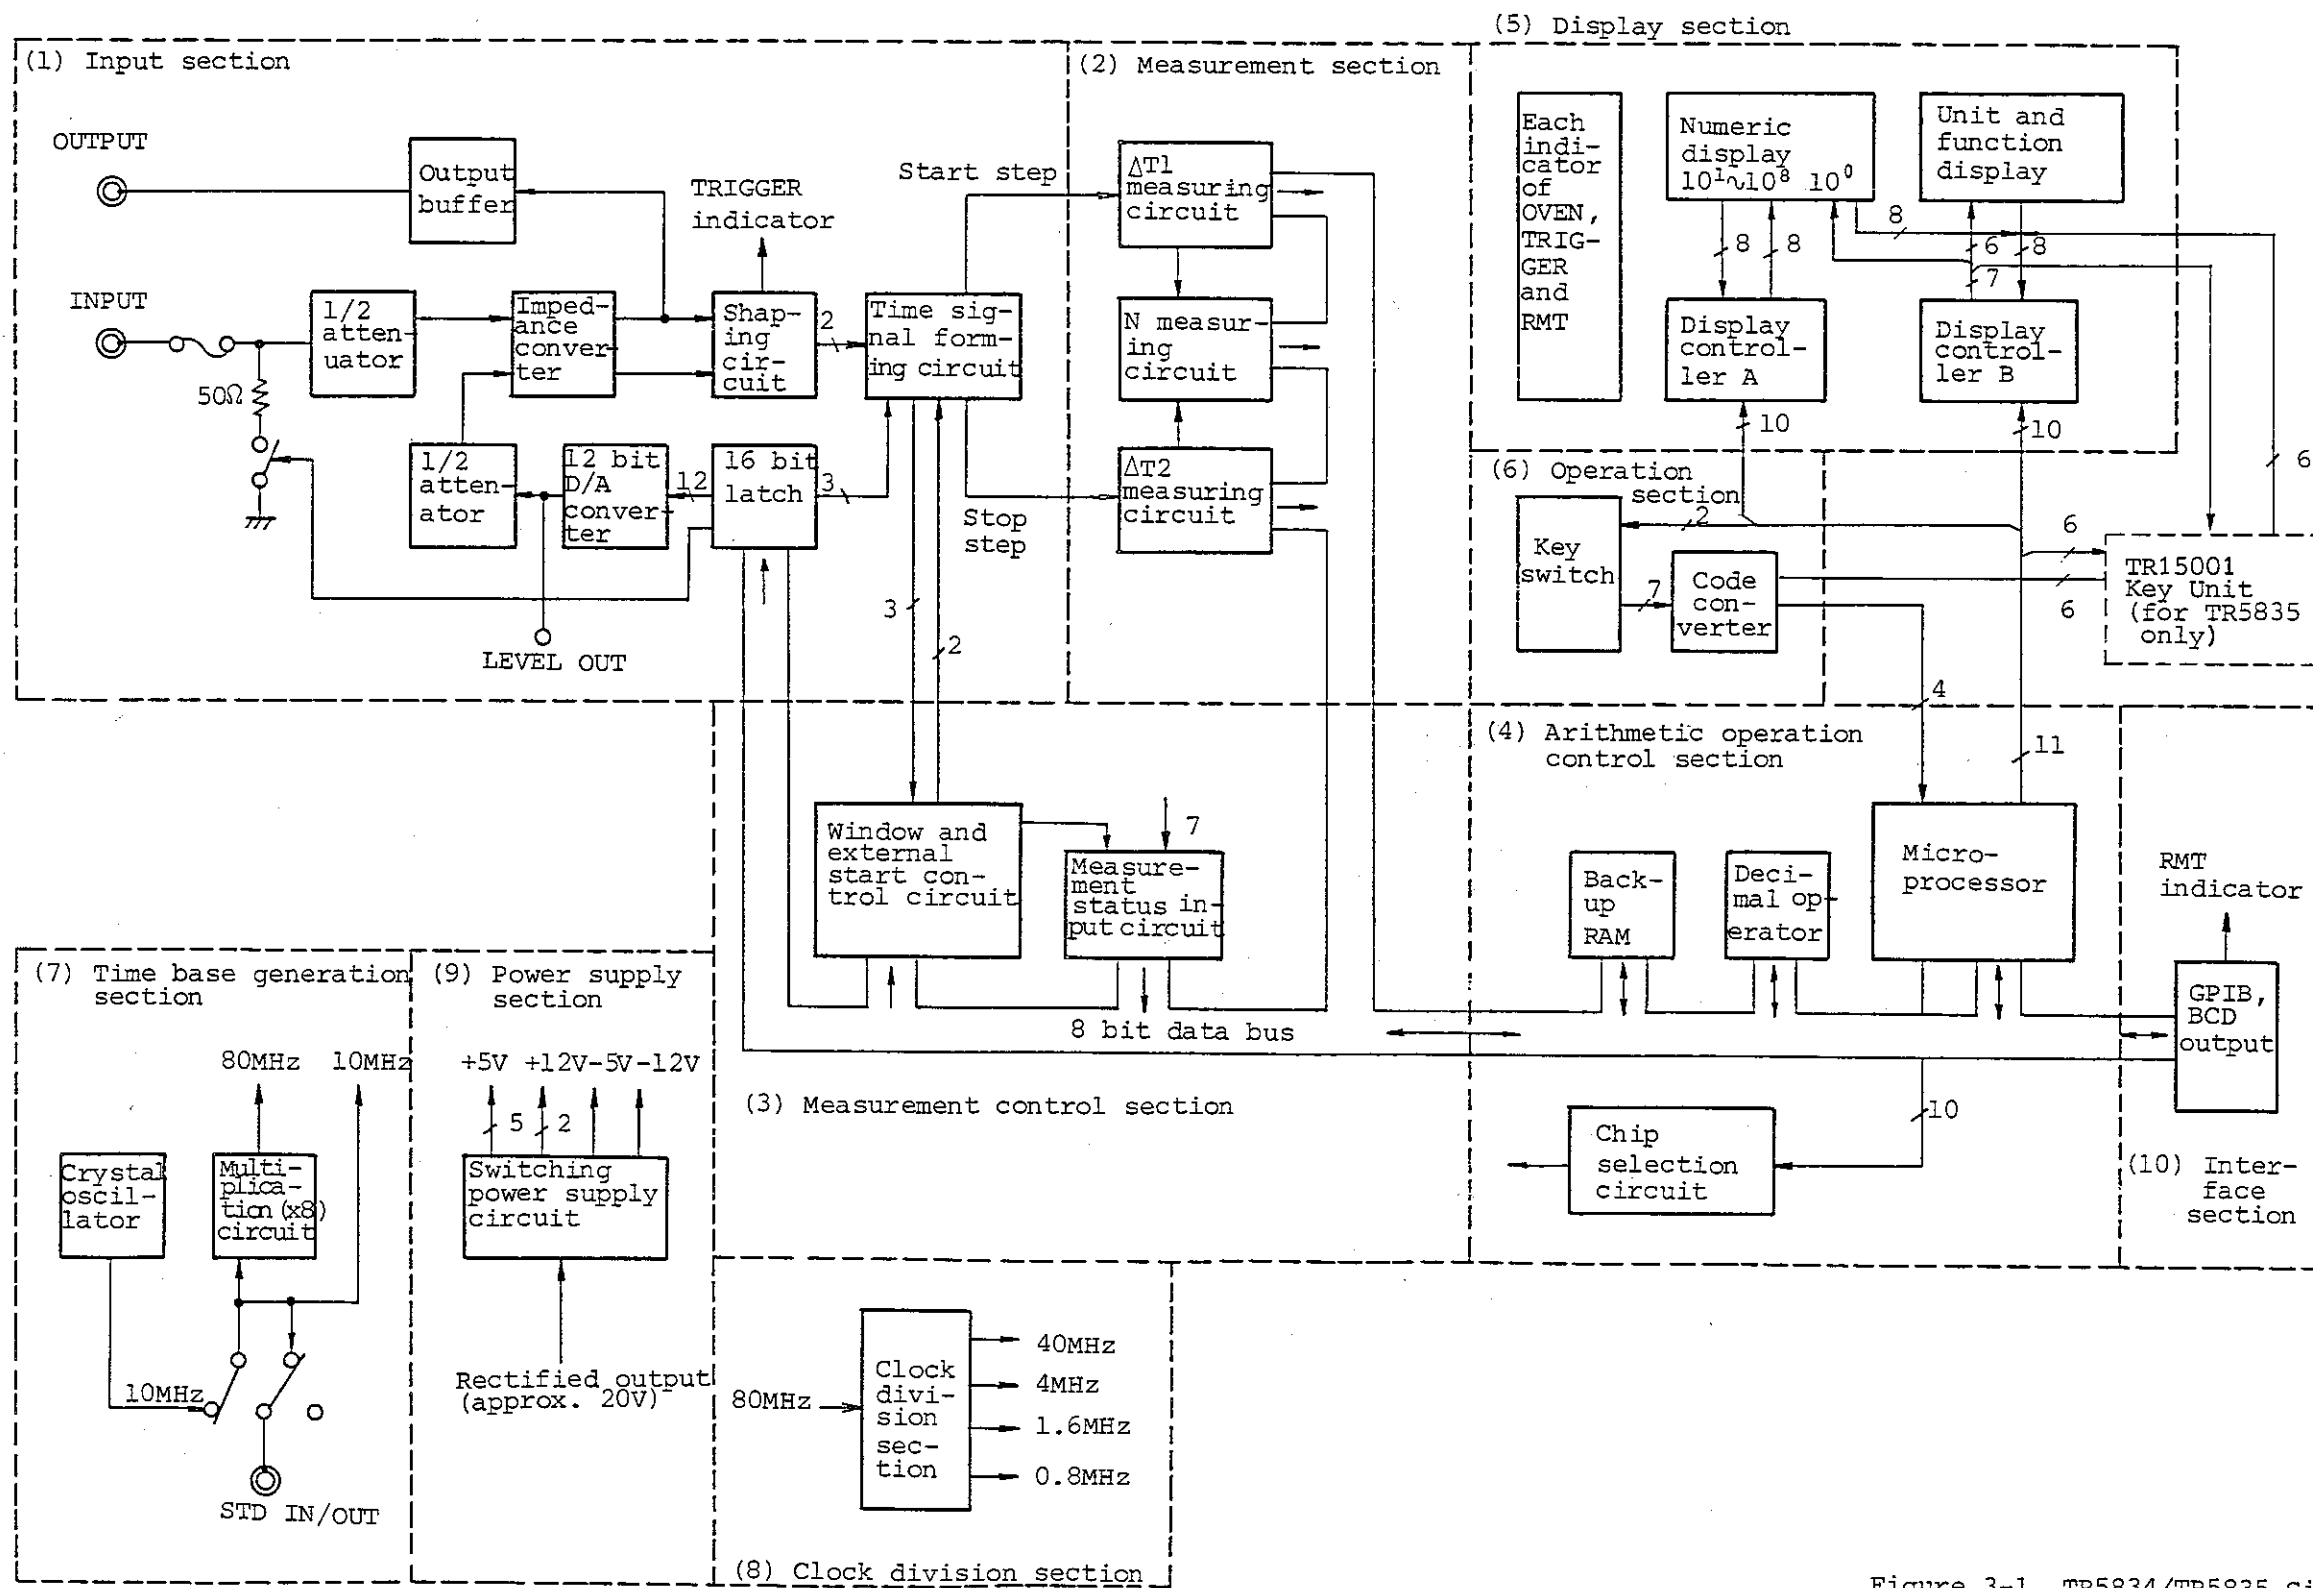 (1) Input section
OUTPUT
Output
buffer
TRIGGER
indicator
INPUT
1/2
atten-
uator
Imped-
ance
conver-
ter
Shap-
ing
cir-
cuit
2
Time sig-
nal form-
ing circuit
50Ω
1/2
atten-
ator
12 bit
D/A
conver-
ter
12
16 bit
latch
3
LEVEL OUT
Start step
Stop
step
3
2
(2) Measurement section
ΔT1
measuring
circuit
N measur-
ing
circuit
ΔT2
measuring
circuit
(5) Display section
Each
indi-
cator
of
OVEN,
TRIG-
GER
and
RMT
Numeric
display
10¹~10⁸ 10⁰
Unit and
function
display
8
8
8
6
8
7
Display
control-
ler A
Display
control-
ler B
10
10
6
(6) Operation
section
Key
switch
2
7
Code
con-
verter
6
6
TR15001
Key Unit
(for TR5835
only)
4
11
(4) Arithmetic operation
control section
Back-
up
RAM
Deci-
mal op-
erator
Micro-
processor
10
Chip
selection
circuit
RMT
indicator
GPIB,
BCD
output
(10) Inter-
face
section
Window and
external
start con-
trol circuit
7
Measure-
ment
status in-
put circuit
8 bit data bus
(3) Measurement control section
(7) Time base generation
section
80MHz
10MHz
Crystal
oscil-
lator
Multi-
plica-
tion (x8)
circuit
10MHz
STD IN/OUT
(9) Power supply
section
+5V +12V-5V-12V
5
2
Switching
power supply
circuit
Rectified output
(approx. 20V)
80MHz
Clock
divi-
sion
sec-
tion
40MHz
4MHz
1.6MHz
0.8MHz
(8) Clock division section
Figure 3-1 TR5834/TR5835 ci